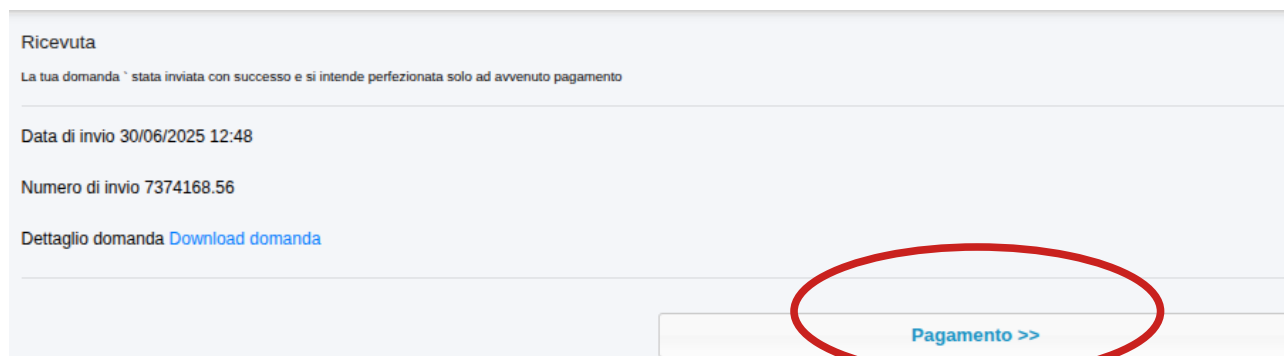 Ricevuta
La tua domanda ` stata inviata con successo e si intende perfezionata solo ad avvenuto pagamento
Data di invio 30/06/2025 12:48
Numero di invio 7374168.56
Dettaglio domanda Download domanda
Pagamento >>